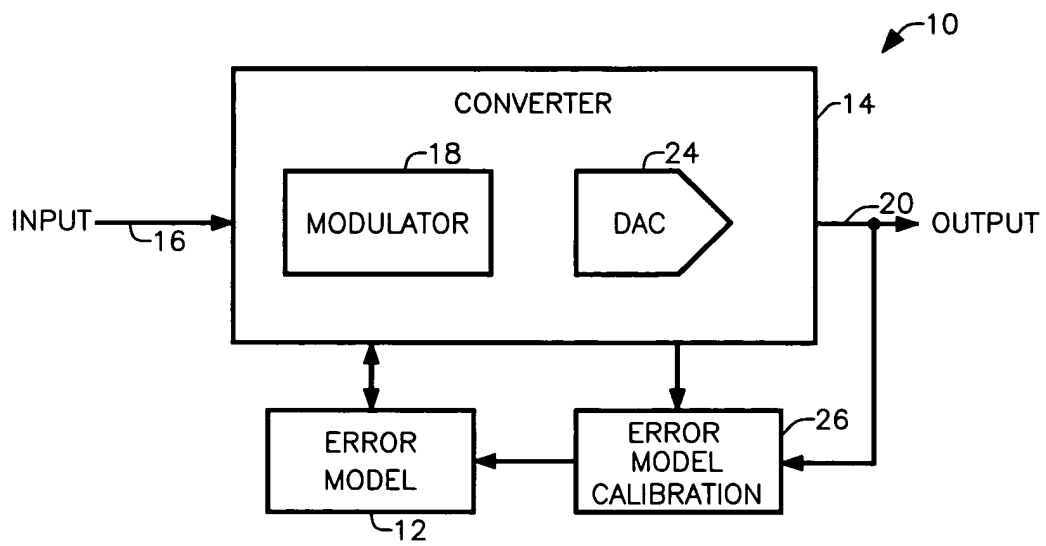 10
CONVERTER
14
18
24
MODULATOR
DAC
20
INPUT
16
OUTPUT
ERROR
MODEL
12
ERROR
MODEL
CALIBRATION
26